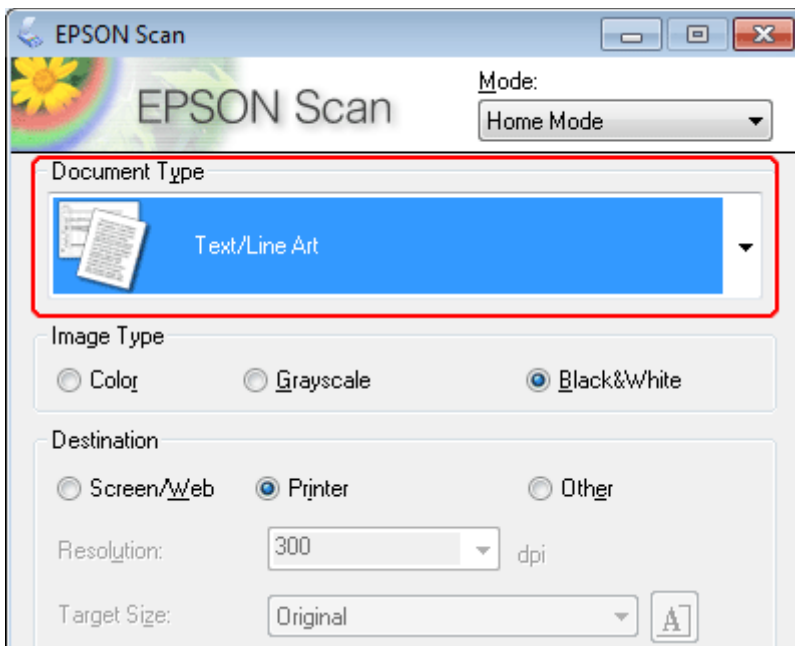 EPSON Scan
EPSON Scan
Mode:
Home Mode
Document Type
Text/Line Art
Image Type
Color Grayscale Black&White
Destination
Screen/Web Printer Other
Resolution: 300 dpi
Target Size: Original A